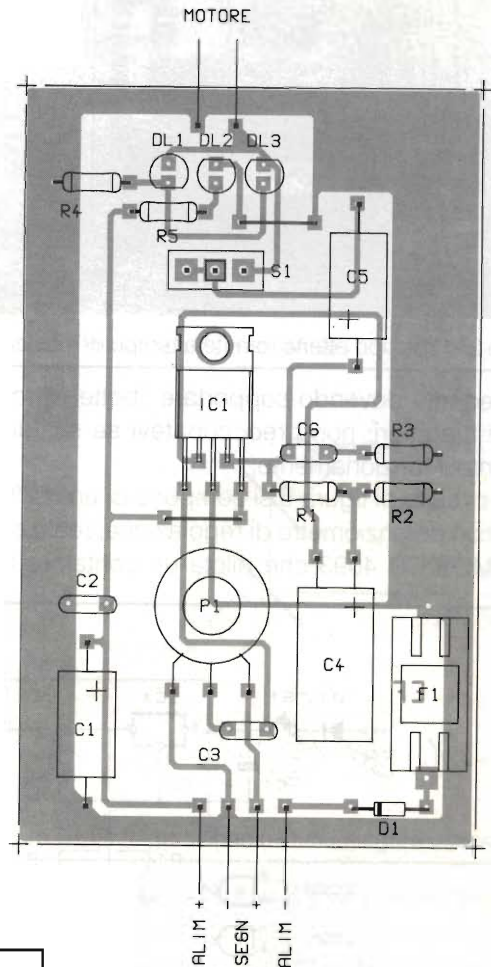 MOTORE
DL1 DL2 DL3
R4
R5
S1
C5
IC1
C6 R3
R1 R2
C2
P1
C4
C1
F1
C3
D1
ALIM +
-
SEGN +
ALIM -